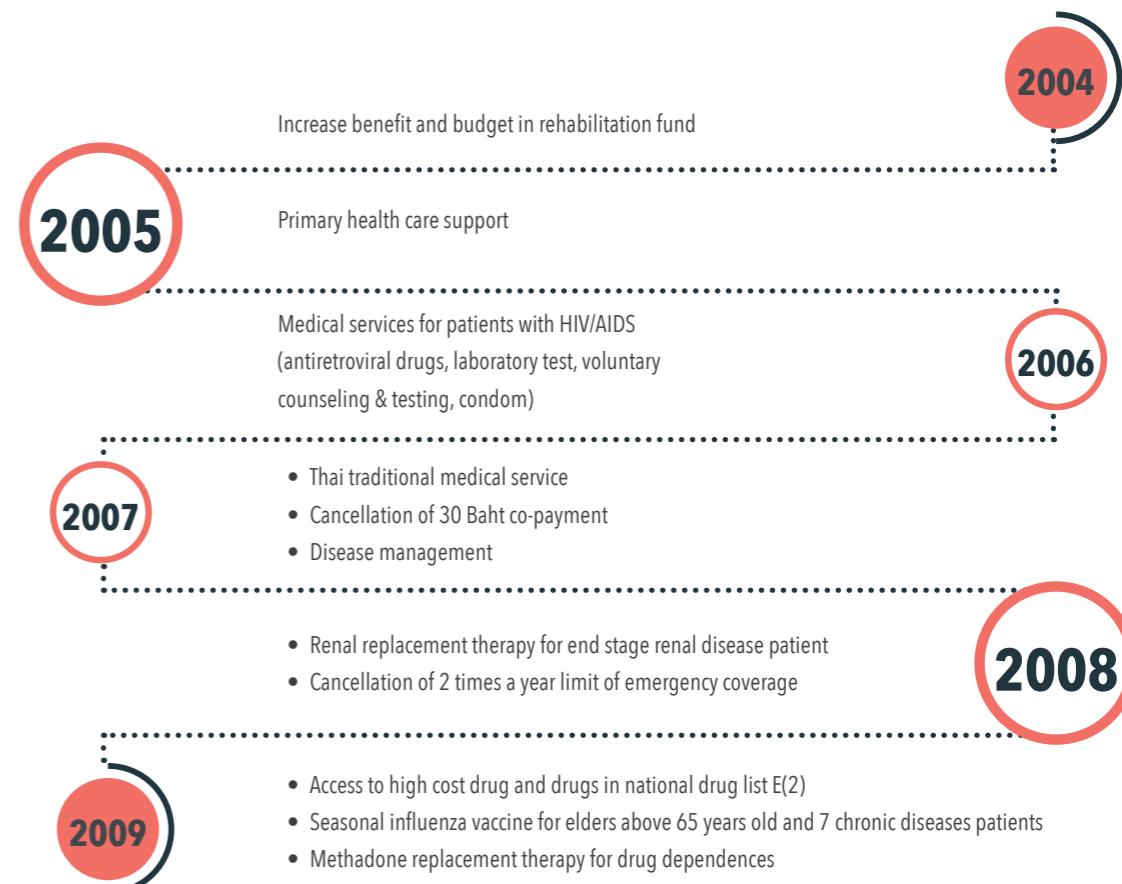 2004
Increase benefit and budget in rehabilitation fund
2005
Primary health care support
Medical services for patients with HIV/AIDS
(antiretroviral drugs, laboratory test, voluntary
counseling & testing, condom)
2006
2007
• Thai traditional medical service
• Cancellation of 30 Baht co-payment
• Disease management
• Renal replacement therapy for end stage renal disease patient
• Cancellation of 2 times a year limit of emergency coverage
2008
2009
• Access to high cost drug and drugs in national drug list E(2)
• Seasonal influenza vaccine for elders above 65 years old and 7 chronic diseases patients
• Methadone replacement therapy for drug dependences